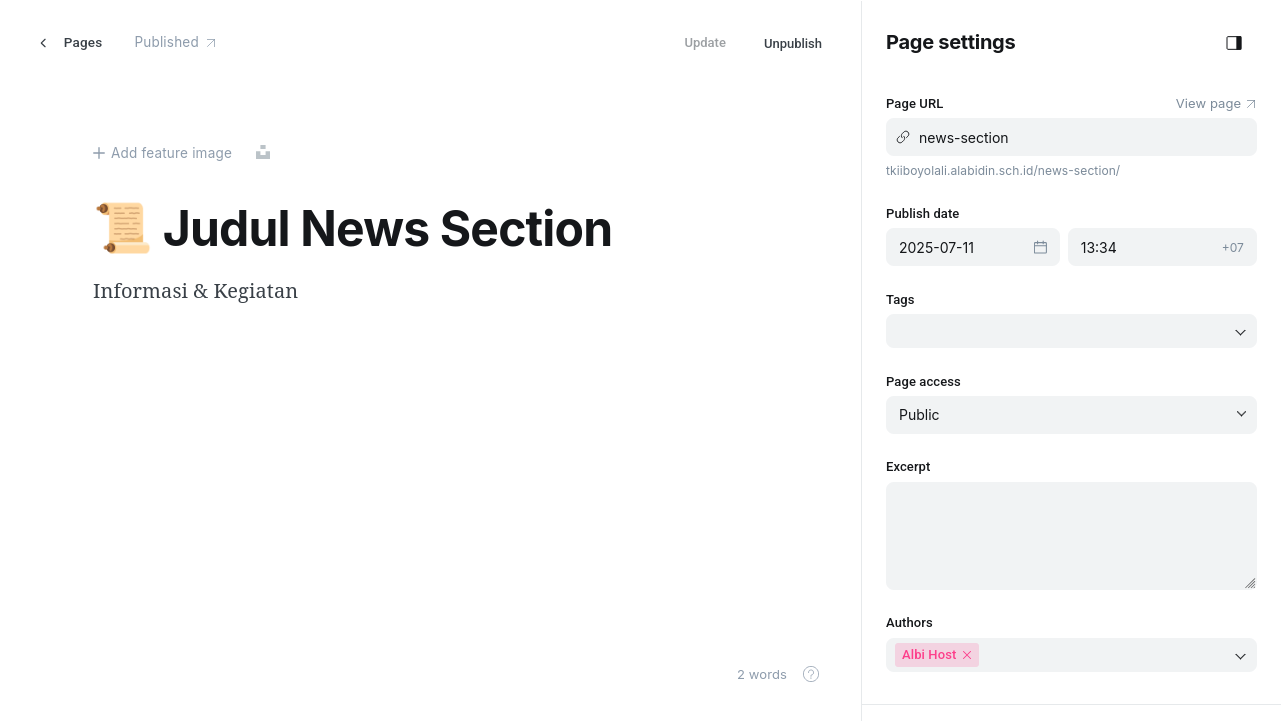 Pages
Published
Update
Unpublish
Add feature image
📜 Judul News Section
Informasi & Kegiatan
2 words
?
Page settings
Page URL
View page
news-section
tkiiboyolali.alabidin.sch.id/news-section/
Publish date
2025-07-11
13:34
+07
Tags
Page access
Public
Excerpt
Authors
Albi Host